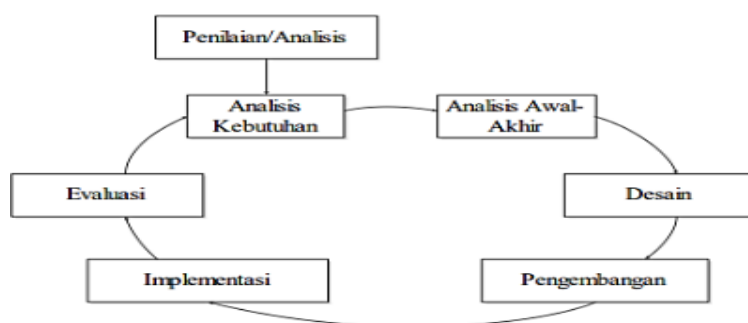 Penilaian/Analisis
Analisis
Kebutuhan
Analisis Awal-
Akhir
Evaluasi
Desain
Implementasi
Pengembangan